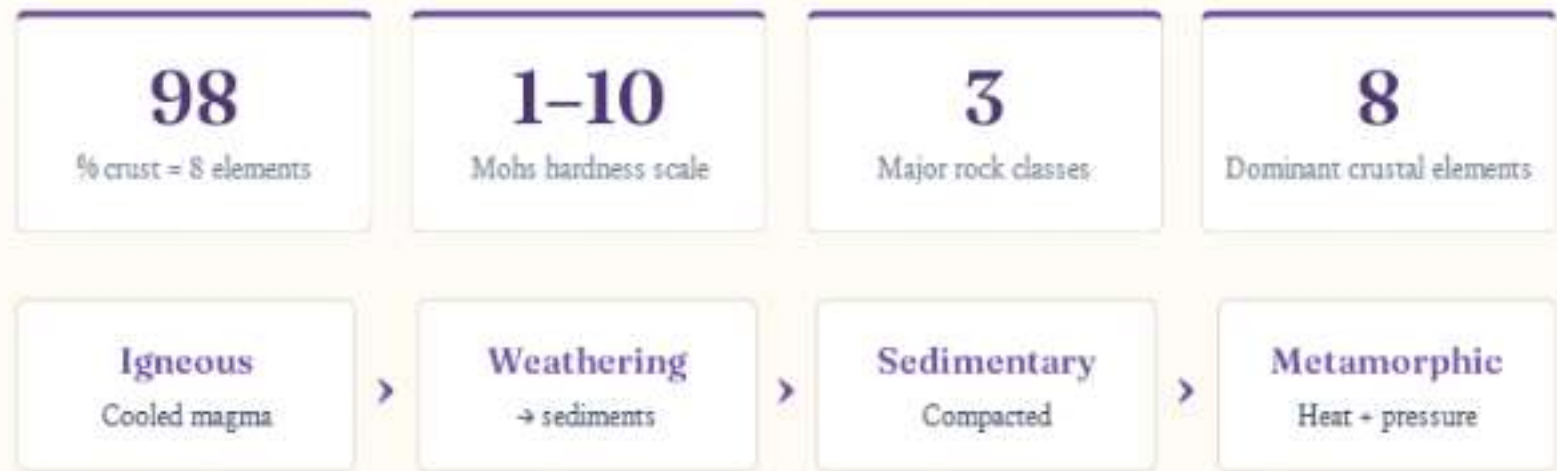 98
% crust = 8 elements
1–10
Mohs hardness scale
3
Major rock classes
8
Dominant crustal elements
Igneous
Cooled magma
›
Weathering
→ sediments
›
Sedimentary
Compacted
›
Metamorphic
Heat + pressure